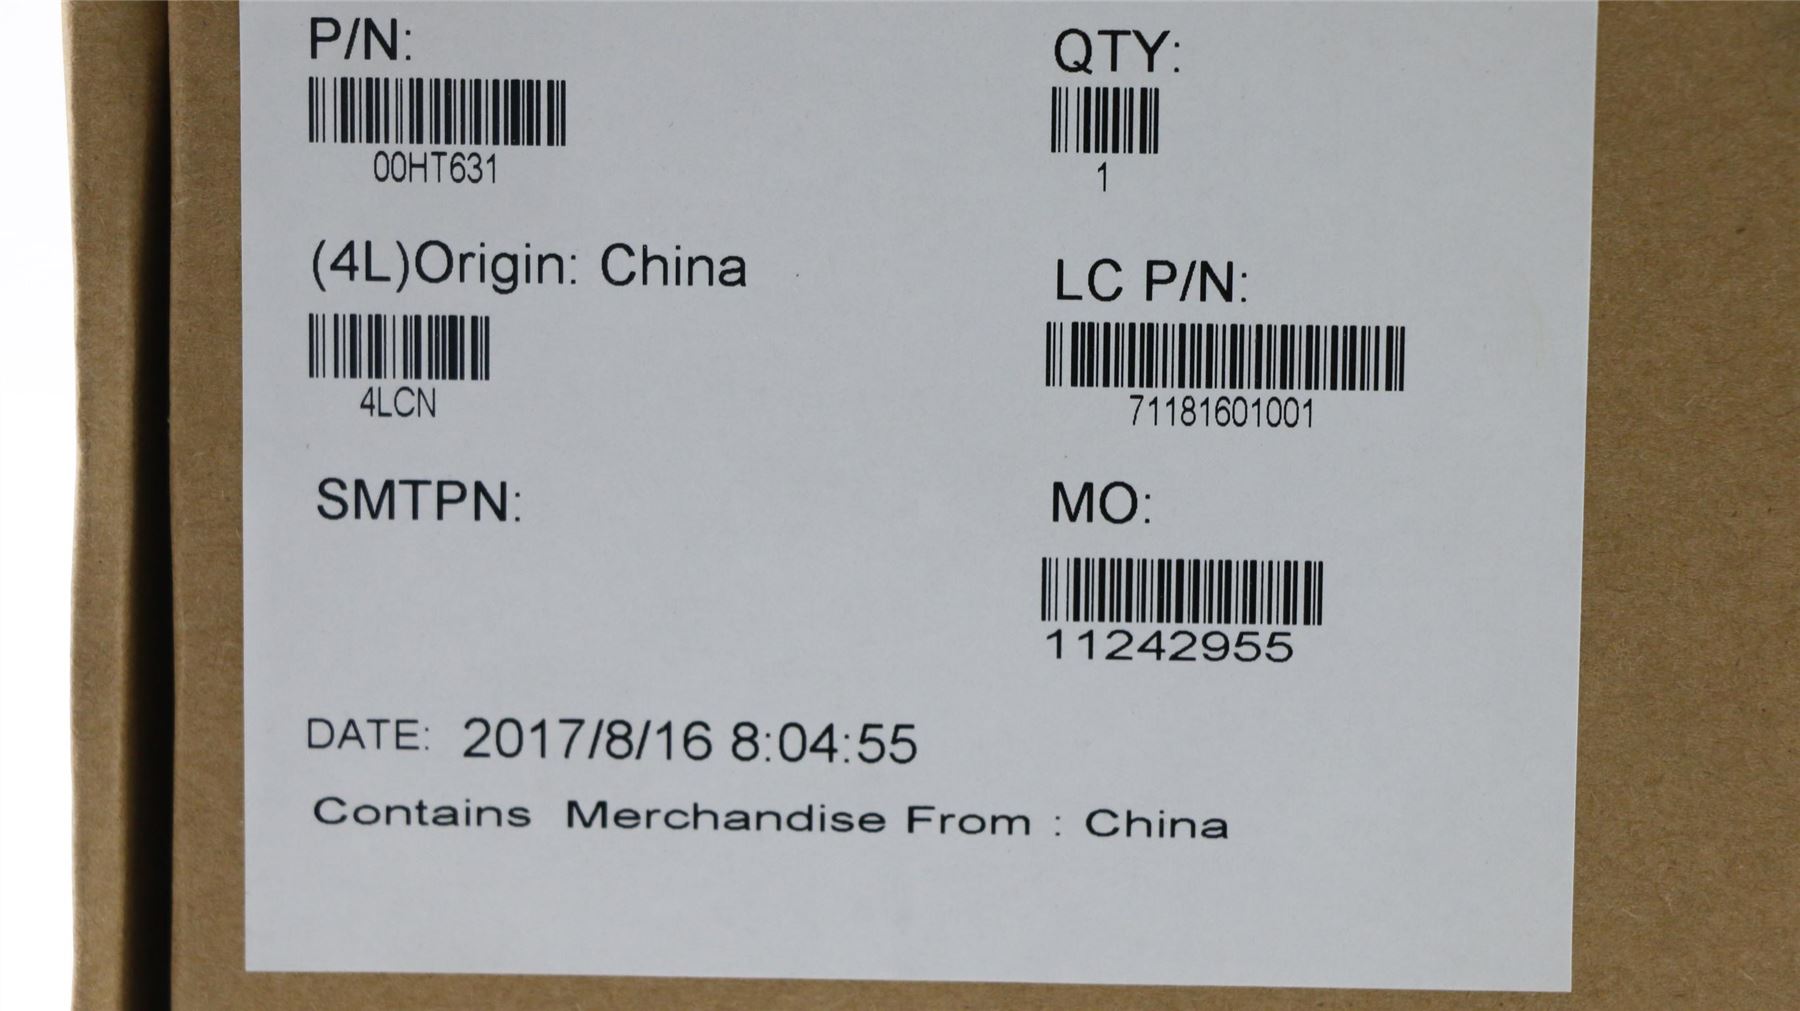 P/N:
QTY:
00HT631
1
(4L)Origin: China
LC P/N:
4LCN
71181601001
SMTPN:
MO:
11242955
DATE: 2017/8/16 8:04:55
Contains Merchandise From : China